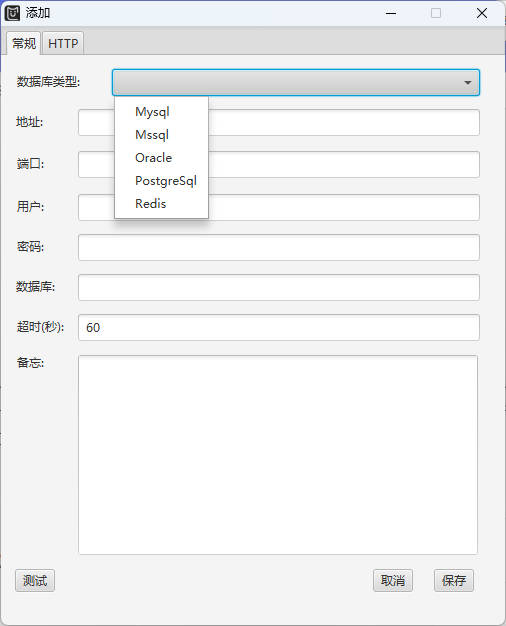 添加
常规 HTTP
数据库类型:
Mysql
Mssql
Oracle
PostgreSql
Redis
地址:
端口:
用户:
密码:
数据库:
超时(秒): 60
备忘:
测试 取消 保存